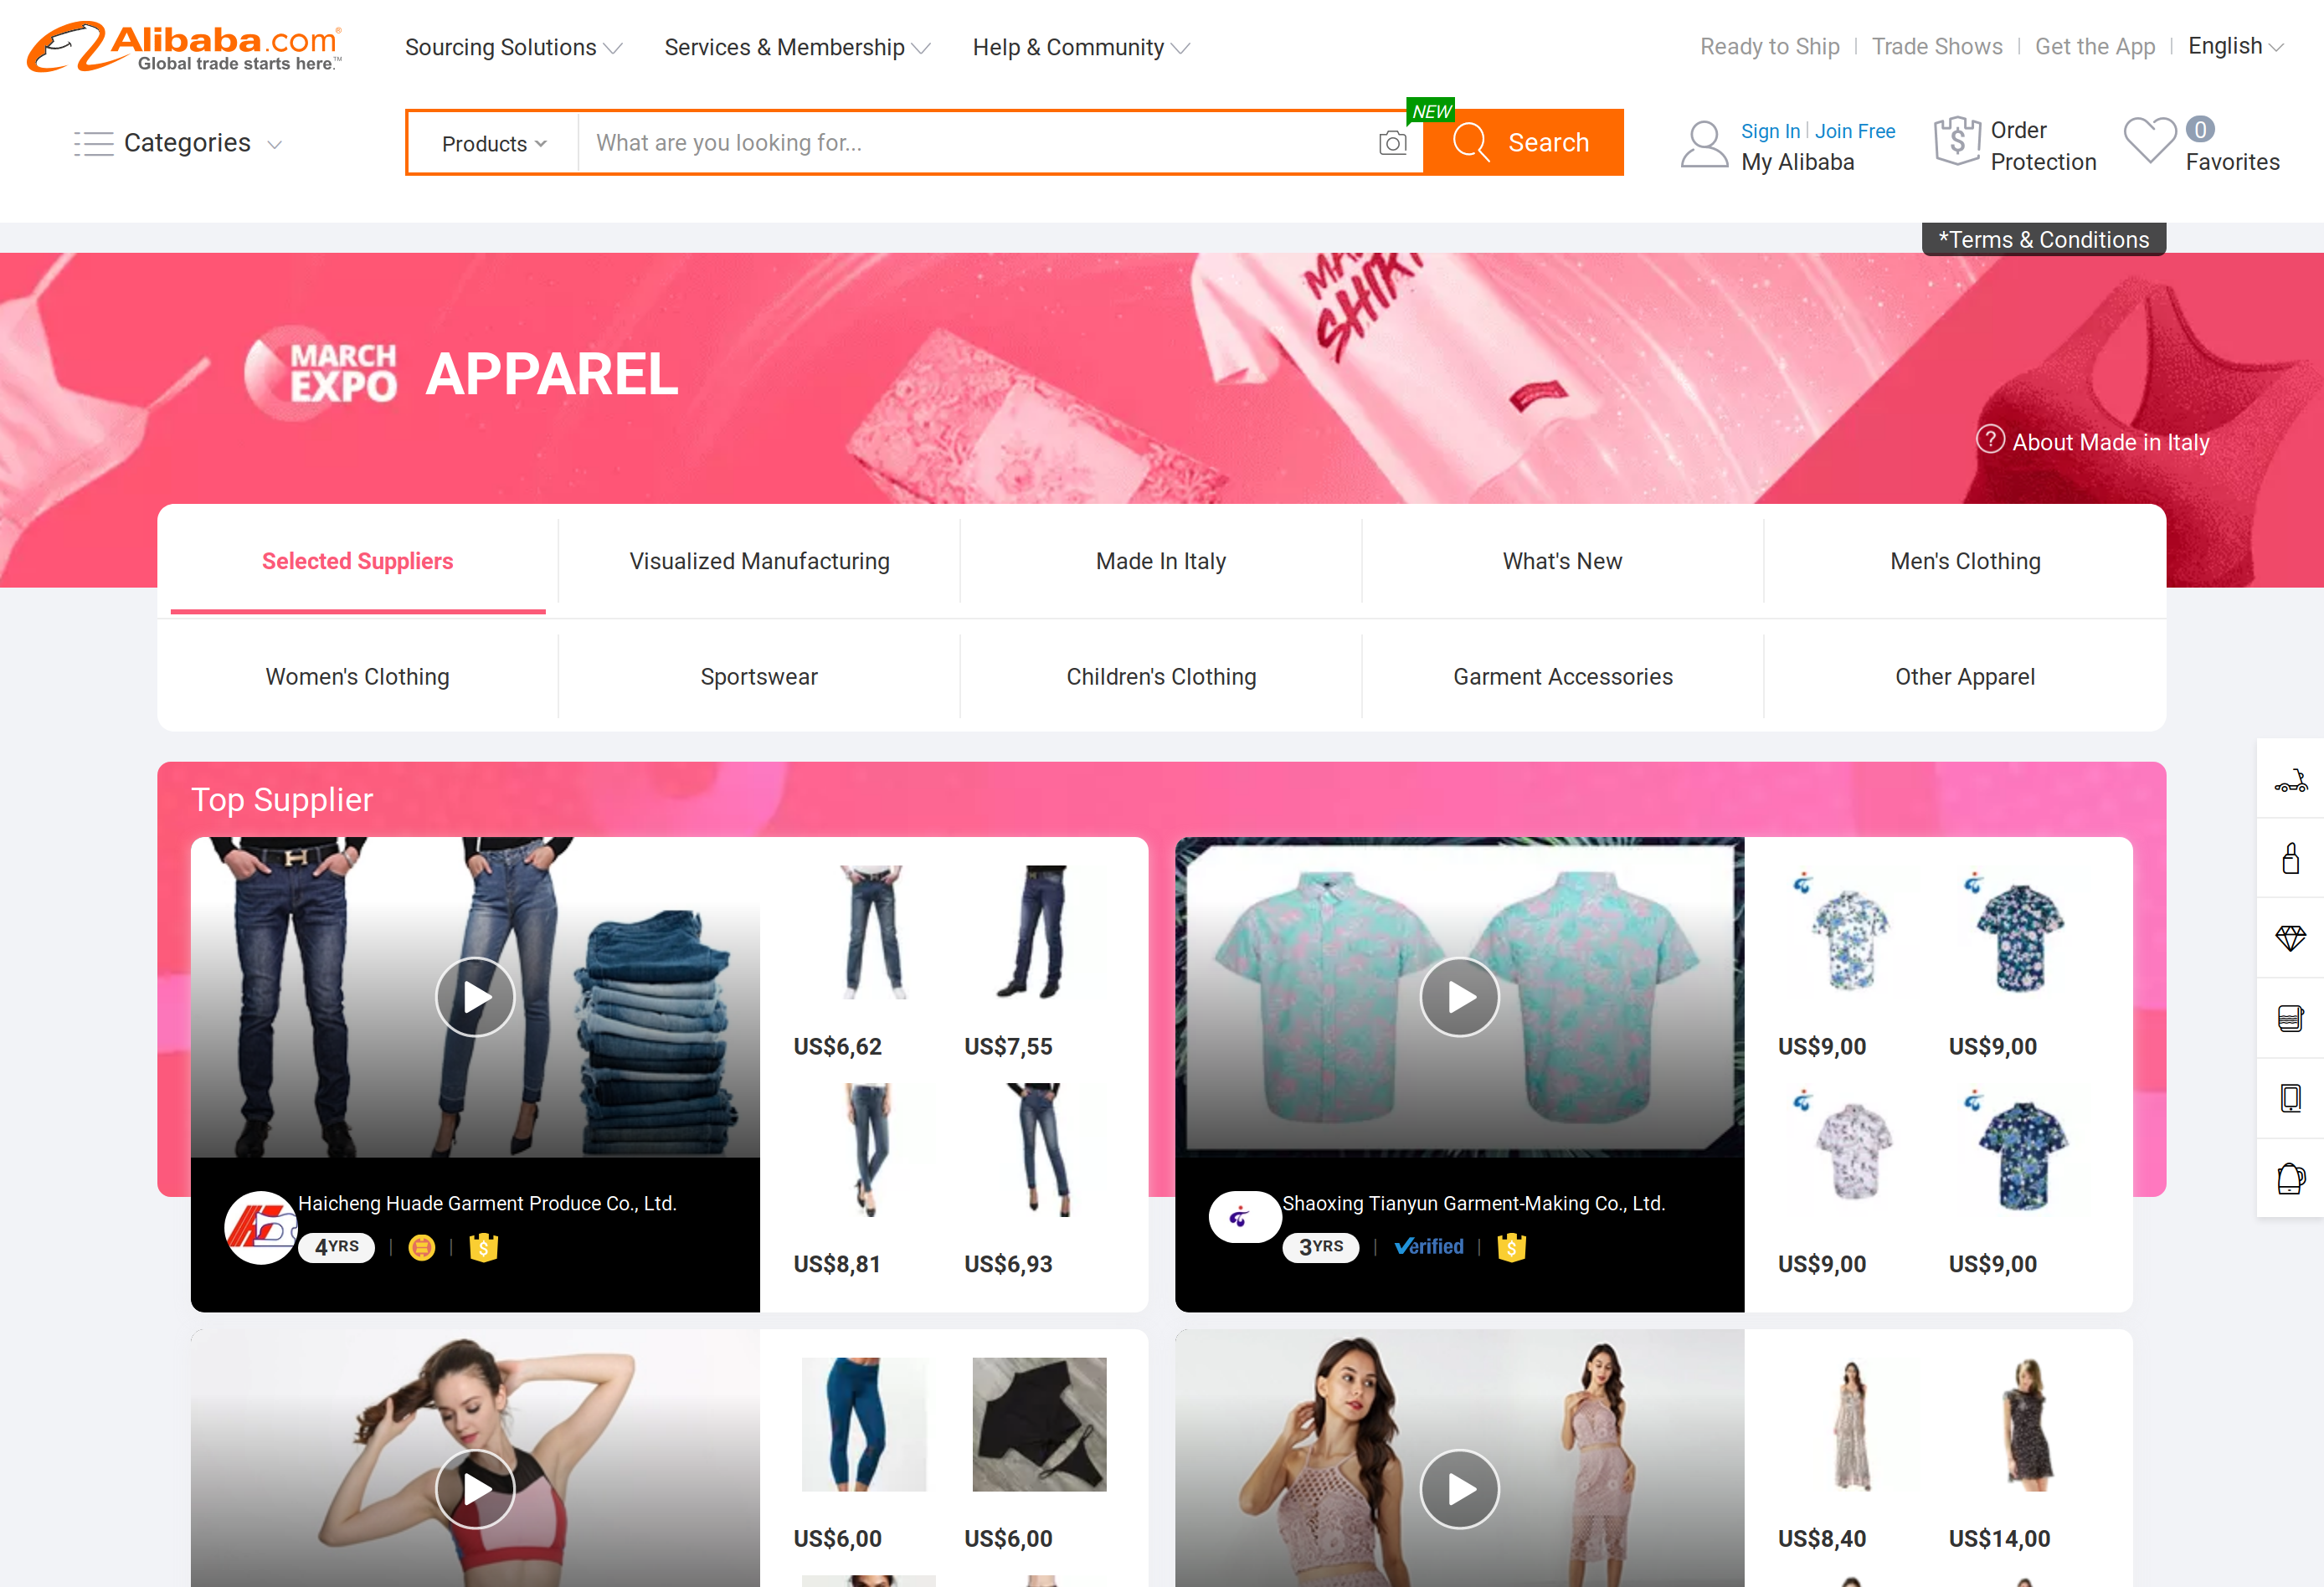 Alibaba.com
Global trade starts here.™
Sourcing Solutions
Services & Membership
Help & Community
Ready to Ship
Trade Shows
Get the App
English
Categories
Products
What are you looking for...
NEW
Search
Sign In
Join Free
My Alibaba
Order
Protection
0
Favorites
*Terms & Conditions
MARCH
EXPO
APPAREL
SHIRT
? About Made in Italy
Selected Suppliers
Visualized Manufacturing
Made In Italy
What's New
Men's Clothing
Women's Clothing
Sportswear
Children's Clothing
Garment Accessories
Other Apparel
Top Supplier
US$6,62
US$7,55
US$8,81
US$6,93
Haicheng Huade Garment Produce Co., Ltd.
4YRS
US$9,00
US$9,00
US$9,00
US$9,00
Shaoxing Tianyun Garment-Making Co., Ltd.
3YRS
Verified
US$6,00
US$6,00
US$8,40
US$14,00